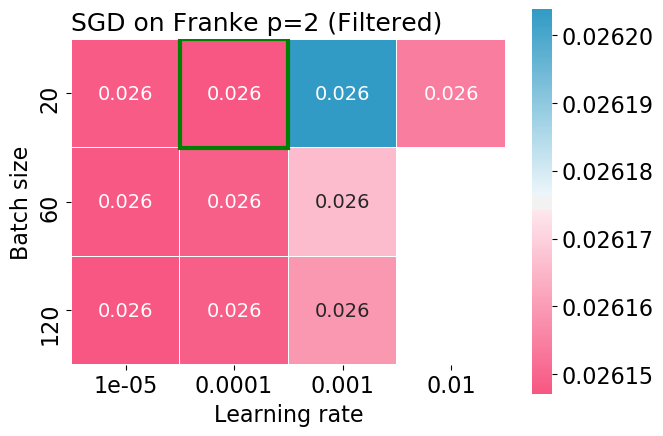 SGD on Franke p=2 (Filtered)
Batch size
20
0.026 0.026 0.026 0.026
60
0.026 0.026 0.026
120
0.026 0.026 0.026
1e-05 0.0001 0.001 0.01
Learning rate
0.02620
0.02619
0.02618
0.02617
0.02616
0.02615